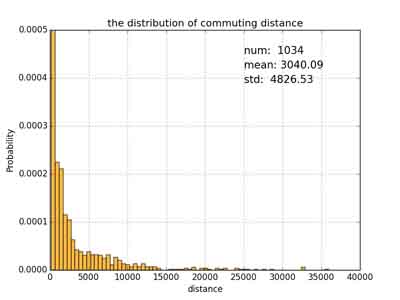 the distribution of commuting distance
num: 1034
mean: 3040.09
std: 4826.53
0.0005
0.0004
0.0003
0.0002
0.0001
0.0000
Probability
0 5000 10000 15000 20000 25000 30000 35000 40000
distance